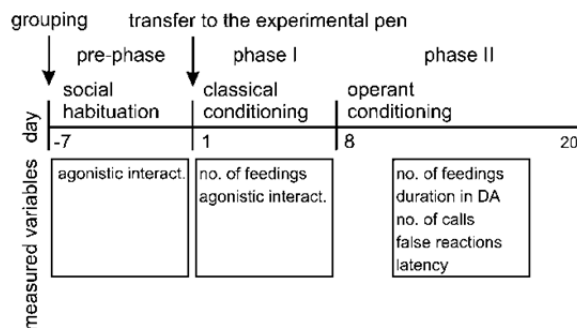 grouping
transfer to the experimental pen
pre-phase
phase I
phase II
social
habituation
classical
conditioning
operant
conditioning
day
-7
1
8
20
measured variables
agonistic interact.
no. of feedings
agonistic interact.
no. of feedings
duration in DA
no. of calls
false reactions
latency